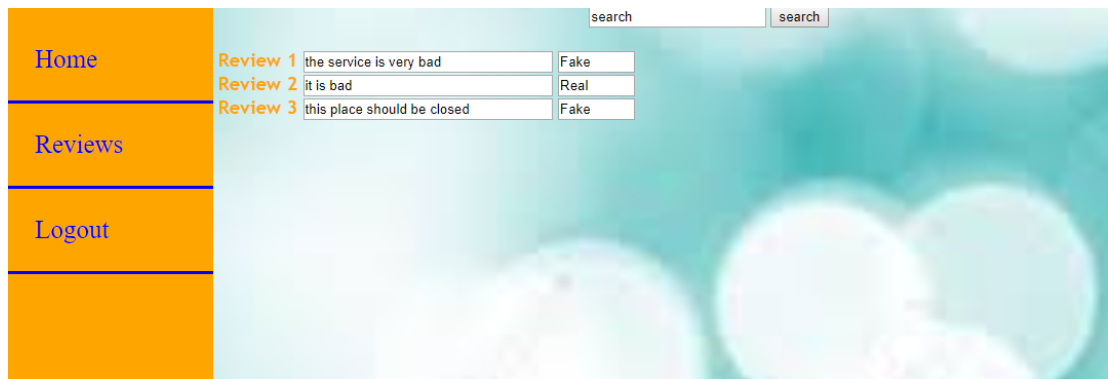 search search
Home
Review 1 the service is very bad Fake
Review 2 it is bad Real
Review 3 this place should be closed Fake
Reviews
Logout